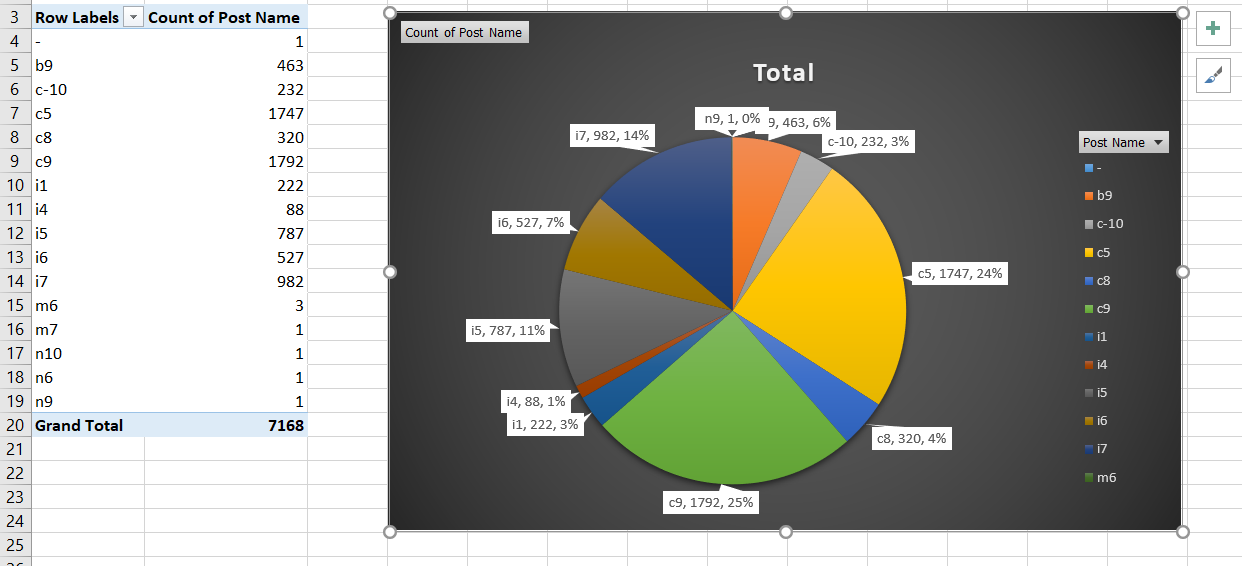 3 Row Labels Count of Post Name
4 - 1
5 b9 463
6 c-10 232
7 c5 1747
8 c8 320
9 c9 1792
10 i1 222
11 i4 88
12 i5 787
13 i6 527
14 i7 982
15 m6 3
16 m7 1
17 n10 1
18 n6 1
19 n9 1
20 Grand Total 7168
21
22
23
24
25
Count of Post Name
Total
n9, 1, 0%
9, 463, 6%
i7, 982, 14%
c-10, 232, 3%
i6, 527, 7%
c5, 1747, 24%
i5, 787, 11%
i4, 88, 1%
i1, 222, 3%
c8, 320, 4%
c9, 1792, 25%
Post Name
-
b9
c-10
c5
c8
c9
i1
i4
i5
i6
i7
m6